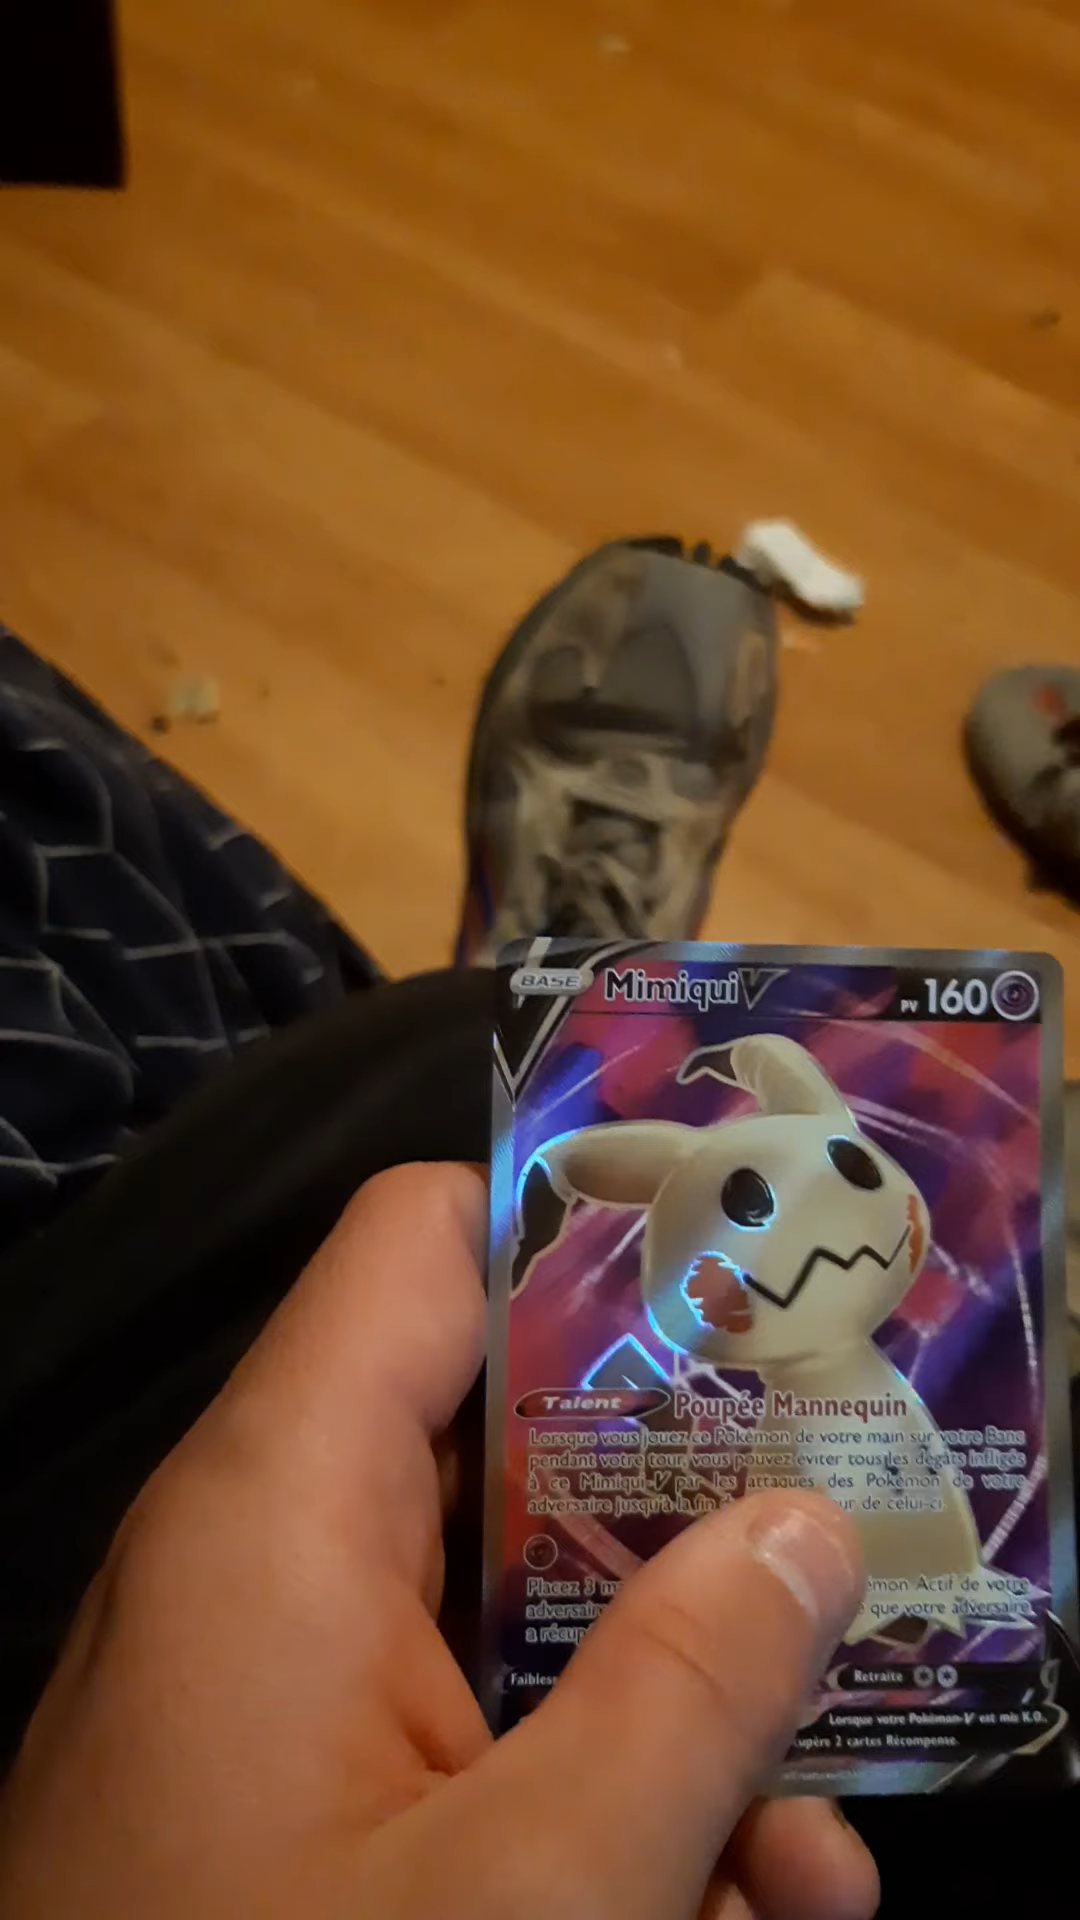 BASE Mimiqui V PV 160
Talent Poupée Mannequin
Lorsque vous jouez ce Pokémon de votre main sur votre Banc
pendant votre tour, vous pouvez éviter tous les dégâts infligés
à ce Mimiqui-V par les attaques des Pokémon de votre
adversaire jusqu'à la fin de celui-ci.
Placez 3 Actif de votre
adversaire que votre adversaire
a
Retraite
Lorsque votre Pokémon-V est mis K.O.,
2 cartes Récompense.